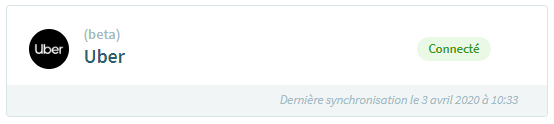 (beta)
Uber
Uber
Connecté
Dernière synchronisation le 3 avril 2020 à 10:33